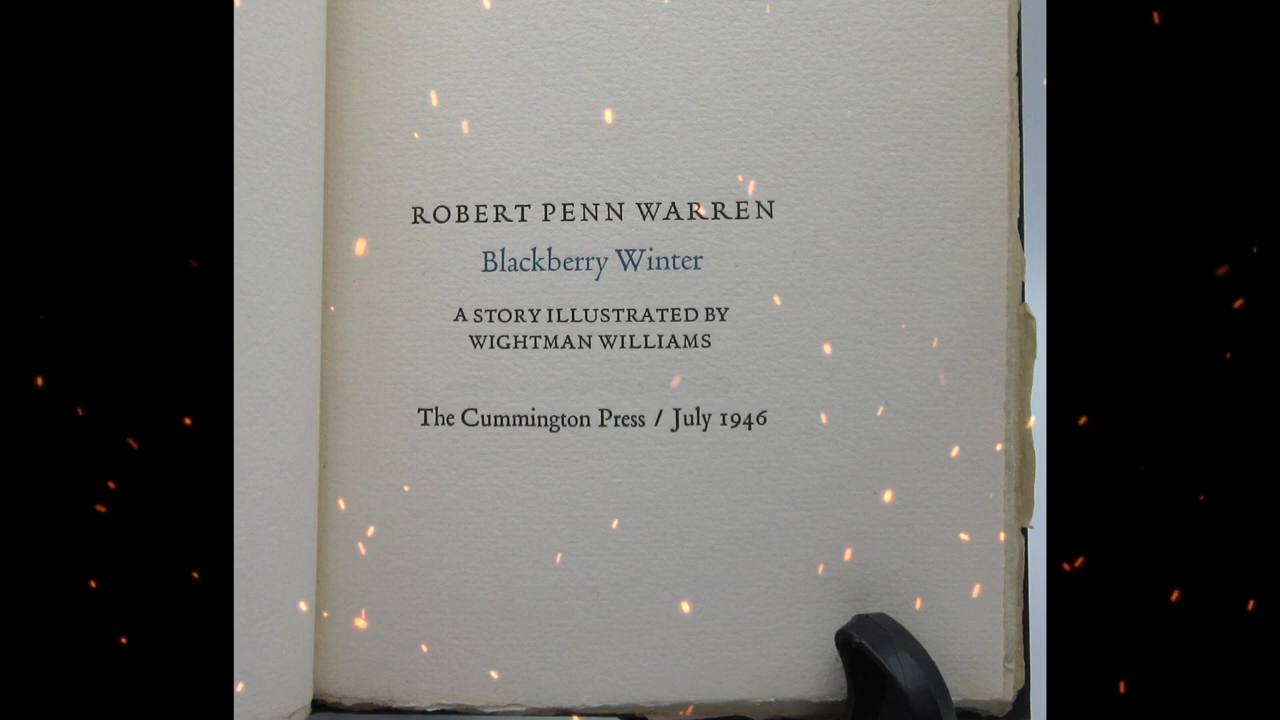 ROBERT PENN WARREN
Blackberry Winter
A STORY ILLUSTRATED BY
WIGHTMAN WILLIAMS
The Cummington Press / July 1946